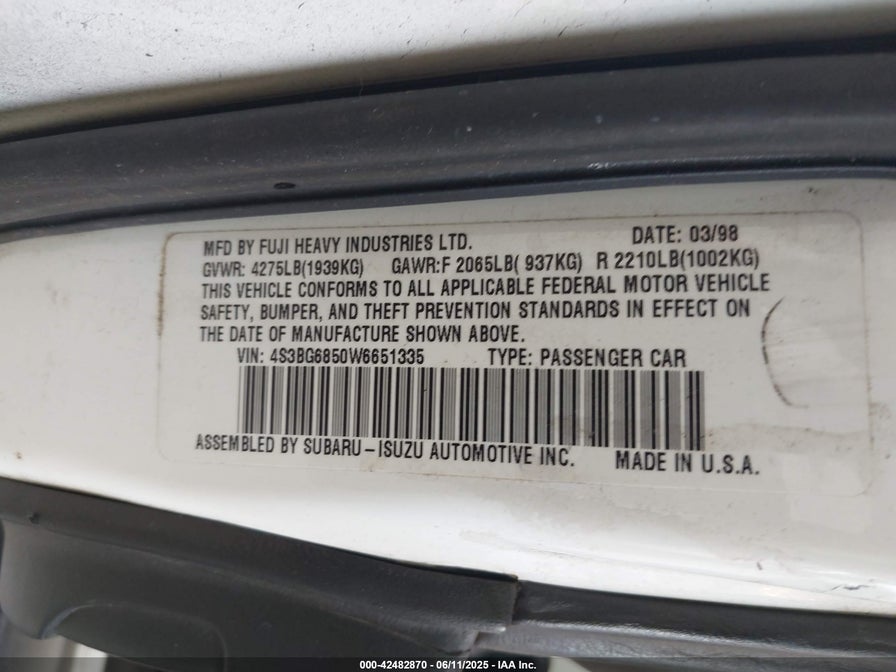 MFD BY FUJI HEAVY INDUSTRIES LTD. DATE: 03/98
GVWR: 4275LB(1939KG) GAWR:F 2065LB( 937KG) R 2210LB(1002KG)
THIS VEHICLE CONFORMS TO ALL APPLICABLE FEDERAL MOTOR VEHICLE
SAFETY, BUMPER, AND THEFT PREVENTION STANDARDS IN EFFECT ON
THE DATE OF MANUFACTURE SHOWN ABOVE.
VIN: 4S3BG6850W6651335 TYPE: PASSENGER CAR
ASSEMBLED BY SUBARU-ISUZU AUTOMOTIVE INC. MADE IN U.S.A.
000-42482870 - 06/11/2025 - IAA Inc.